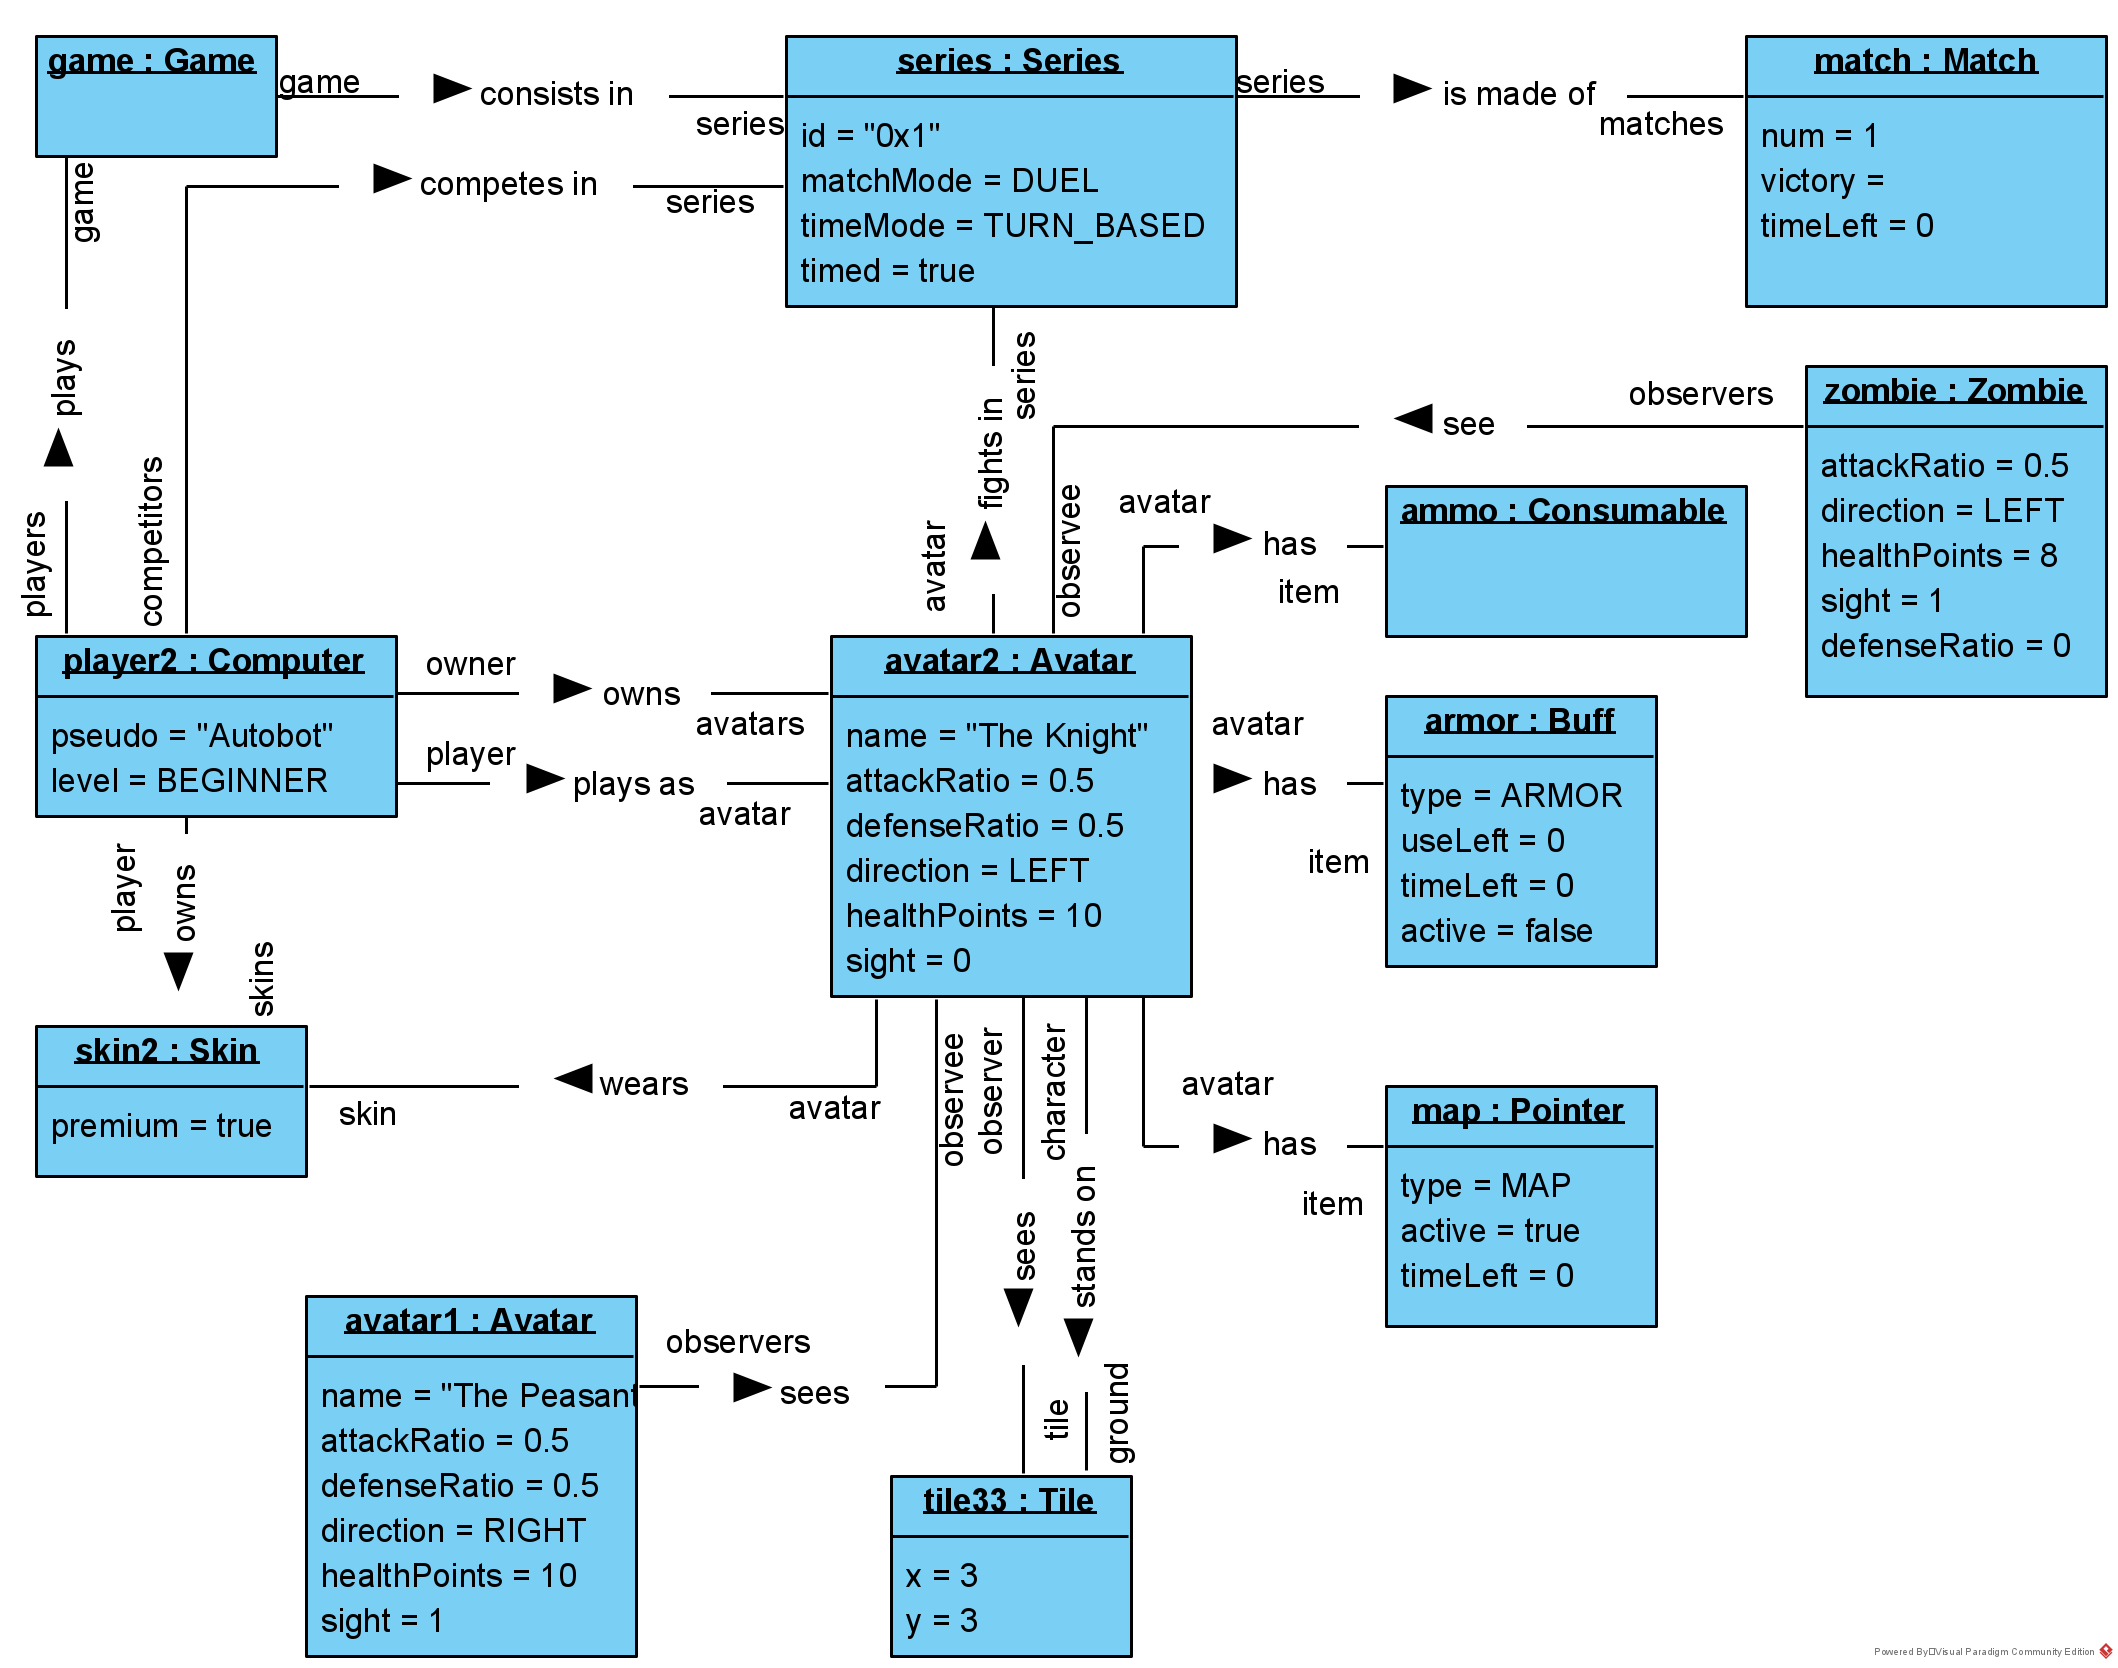 game : Game
game
consists in
series
series : Series
id = "0x1"
matchMode = DUEL
timeMode = TURN_BASED
timed = true
series
is made of
matches
match : Match
num = 1
victory =
timeLeft = 0
competes in
series
competitors
game
plays
players
series
fights in
avatar
observers
see
observee
zombie : Zombie
attackRatio = 0.5
direction = LEFT
healthPoints = 8
sight = 1
defenseRatio = 0
avatar
has
item
ammo : Consumable
player2 : Computer
pseudo = "Autobot"
level = BEGINNER
owner
owns
avatars
player
plays as
avatar
avatar2 : Avatar
name = "The Knight"
attackRatio = 0.5
defenseRatio = 0.5
direction = LEFT
healthPoints = 10
sight = 0
avatar
has
item
armor : Buff
type = ARMOR
useLeft = 0
timeLeft = 0
active = false
player
owns
skins
skin2 : Skin
premium = true
skin
wears
avatar
observee
observer
character
sees
stands on
tile
ground
avatar
has
item
map : Pointer
type = MAP
active = true
timeLeft = 0
avatar1 : Avatar
name = "The Peasant
attackRatio = 0.5
defenseRatio = 0.5
direction = RIGHT
healthPoints = 10
sight = 1
observers
sees
tile33 : Tile
x = 3
y = 3
Powered By Visual Paradigm Community Edition